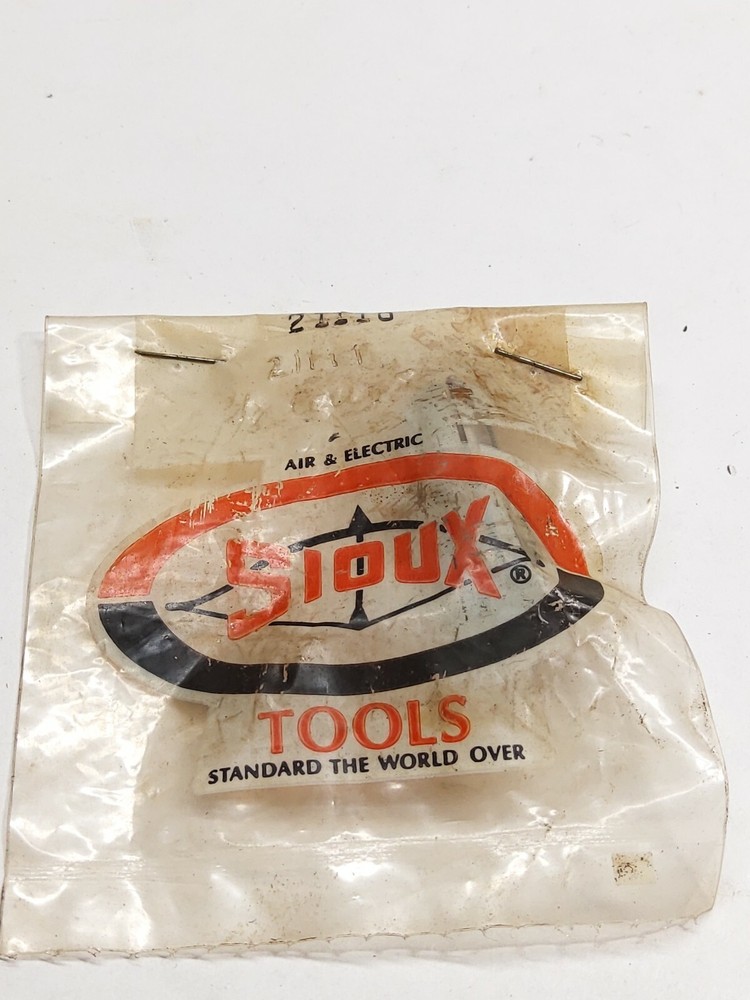 AIR & ELECTRIC
SIOUX ®
TOOLS
STANDARD THE WORLD OVER